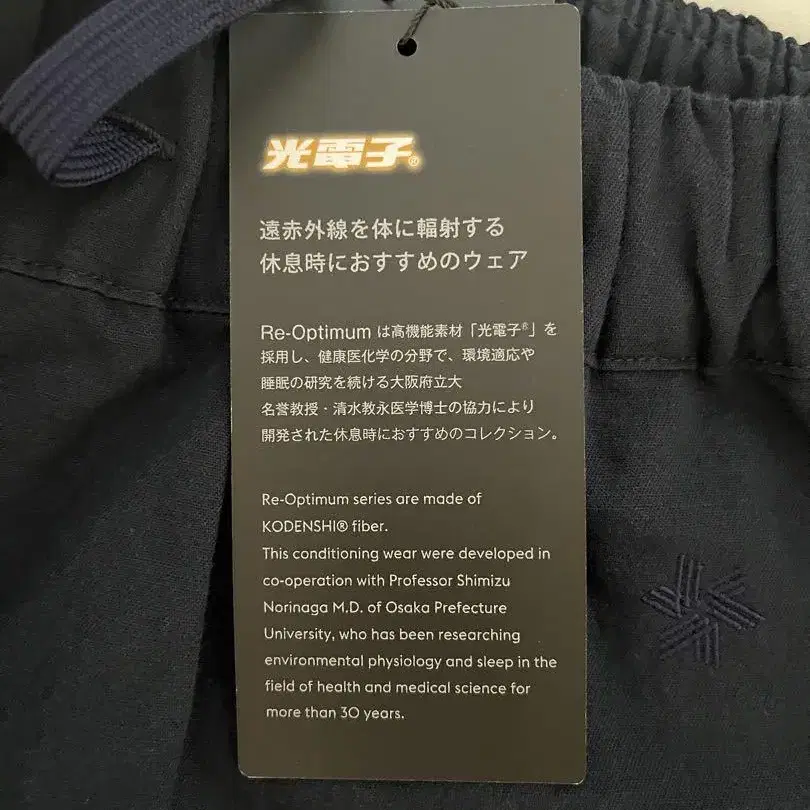 光電子®
遠赤外線を体に輻射する
休息時におすすめのウェア
Re-Optimum は高機能素材「光電子®」を
採用し、健康医化学の分野で、環境適応や
睡眠の研究を続ける大阪府立大
名誉教授・清水教永医学博士の協力により
開発された休息時におすすめのコレクション。
Re-Optimum series are made of
KODENSHI® fiber.
This conditioning wear were developed in
co-operation with Professor Shimizu
Norinaga M.D. of Osaka Prefecture
University, who has been researching
environmental physiology and sleep in the
field of health and medical science for
more than 30 years.